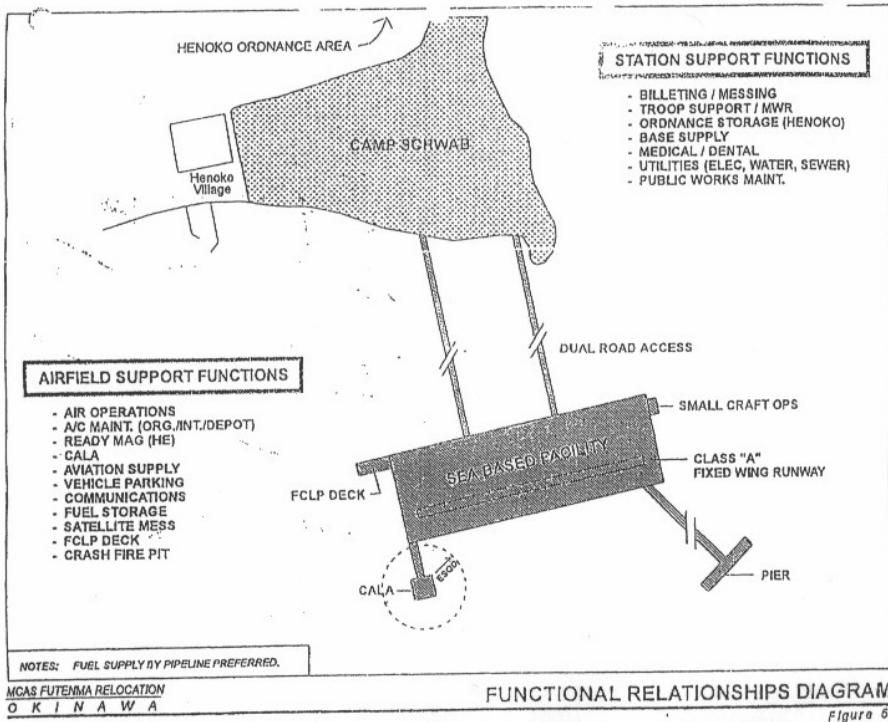 HENOKO ORDNANCE AREA
STATION SUPPORT FUNCTIONS
- BILLETING / MESSING
- TROOP SUPPORT / MWR
- ORDNANCE STORAGE (HENOKO)
- BASE SUPPLY
- MEDICAL / DENTAL
- UTILITIES (ELEC, WATER, SEWER)
- PUBLIC WORKS MAINT.
CAMP SCHWAB
Henoko
Village
DUAL ROAD ACCESS
AIRFIELD SUPPORT FUNCTIONS
- AIR OPERATIONS
- A/C MAINT. (ORG./INT./DEPOT)
- READY MAG (HE)
- CALA
- AVIATION SUPPLY
- VEHICLE PARKING
- COMMUNICATIONS
- FUEL STORAGE
- SATELLITE MESS
- FCLP DECK
- CRASH FIRE PIT
SMALL CRAFT OPS
SEA BASED FACILITY
CLASS "A"
FIXED WING RUNWAY
FCLP DECK
ESQD
CALA
PIER
NOTES: FUEL SUPPLY BY PIPELINE PREFERRED.
MCAS FUTENMA RELOCATION
OKINAWA
FUNCTIONAL RELATIONSHIPS DIAGRAM
Figure 6